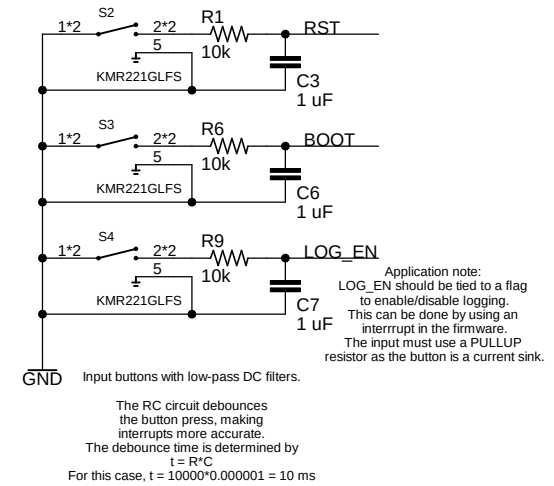 S2
1*2
2*2
5
KMR221GLFS
R1
10k
RST
C3
1 uF
S3
1*2
2*2
5
KMR221GLFS
R6
10k
BOOT
C6
1 uF
S4
1*2
2*2
5
KMR221GLFS
R9
10k
LOG_EN
C7
1 uF
Application note:
LOG_EN should be tied to a flag
to enable/disable logging.
This can be done by using an
interrrupt in the firmware.
The input must use a PULLUP
resistor as the button is a current sink.
GND
Input buttons with low-pass DC filters.
The RC circuit debounces
the button press, making
interrupts more accurate.
The debounce time is determined by
t = R*C
For this case, t = 10000*0.000001 = 10 ms